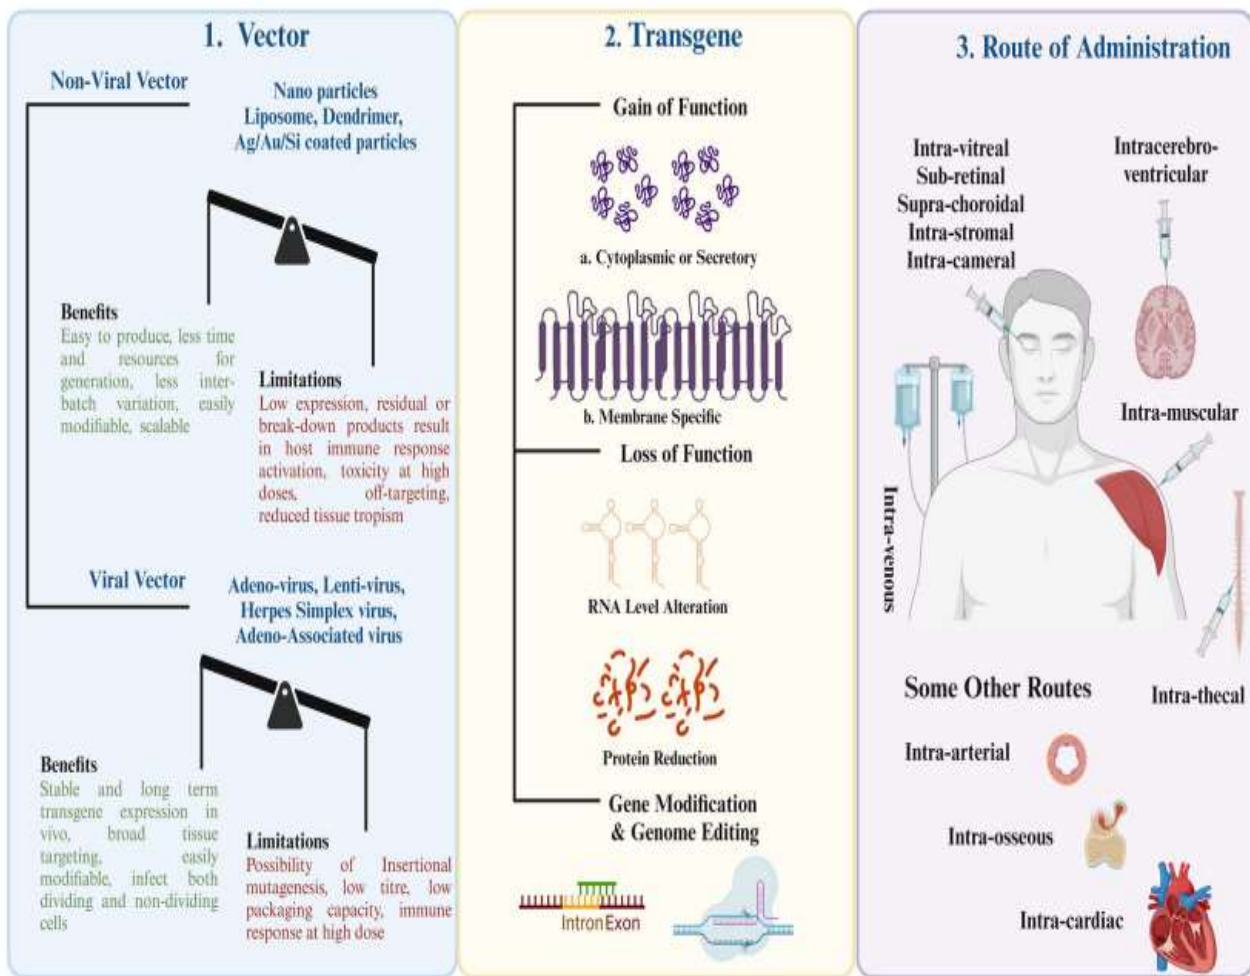 1. Vector
Non-Viral Vector
Nano particles
Liposome, Dendrimer,
Ag/Au/Si coated particles
Benefits
Easy to produce, less time
and resources for
generation, less inter-
batch variation, easily
modifiable, scalable
Limitations
Low expression, residual or
break-down products result
in host immune response
activation, toxicity at high
doses, off-targeting,
reduced tissue tropism
Viral Vector
Adeno-virus, Lenti-virus,
Herpes Simplex virus,
Adeno-Associated virus
Benefits
Stable and long term
transgene expression in
vivo, broad tissue
targeting, easily
modifiable, infect both
dividing and non-dividing
cells
Limitations
Possibility of Insertional
mutagenesis, low titre, low
packaging capacity, immune
response at high dose
2. Transgene
Gain of Function
a. Cytoplasmic or Secretory
b. Membrane Specific
Loss of Function
RNA Level Alteration
Protein Reduction
Gene Modification
& Genome Editing
Intron Exon
3. Route of Administration
Intra-vitreal
Sub-retinal
Supra-choroidal
Intra-stromal
Intra-cameral
Intracerebro-
ventricular
Intra-muscular
Intra-venous
Intra-thecal
Some Other Routes
Intra-arterial
Intra-osseous
Intra-cardiac